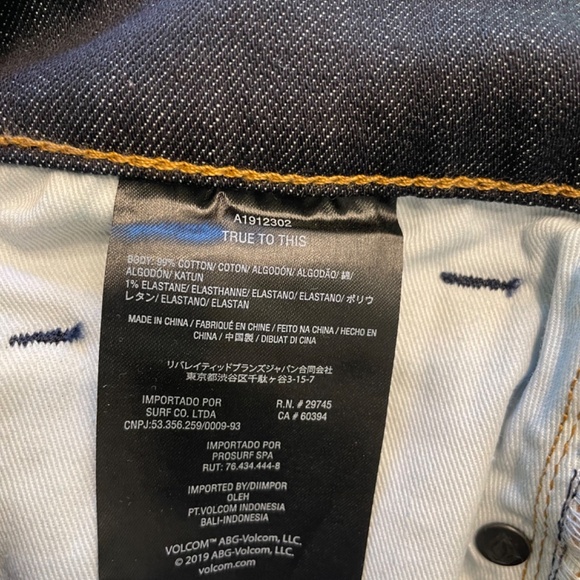 A1912302
TRUE TO THIS
BODY: 99% COTTON/ COTON/ ALGODÓN/ ALGODÃO/ 綿/
ALGODÓN/ KATUN
1% ELASTANE/ ELASTHANNE/ ELASTANO/ ELASTANO/ ポリウ
レタン/ ELASTANO/ ELASTAN
MADE IN CHINA / FABRIQUÉ EN CHINE / FEITO NA CHINA / HECHO EN
CHINA / 中国製 / DIBUAT DI CINA
リバレイティッドブランズジャパン合同会社
東京都渋谷区千駄ヶ谷3-15-7
IMPORTADO POR
SURF CO. LTDA
CNPJ:53.356.259/0009-93
R.N. # 29745
CA # 60394
IMPORTADO POR
PROSURF SPA
RUT: 76.434.444-8
IMPORTED BY/DIIMPOR
OLEH
PT.VOLCOM INDONESIA
BALI-INDONESIA
VOLCOM™ ABG-Volcom, LLC.
© 2019 ABG-Volcom, LLC.
volcom.com